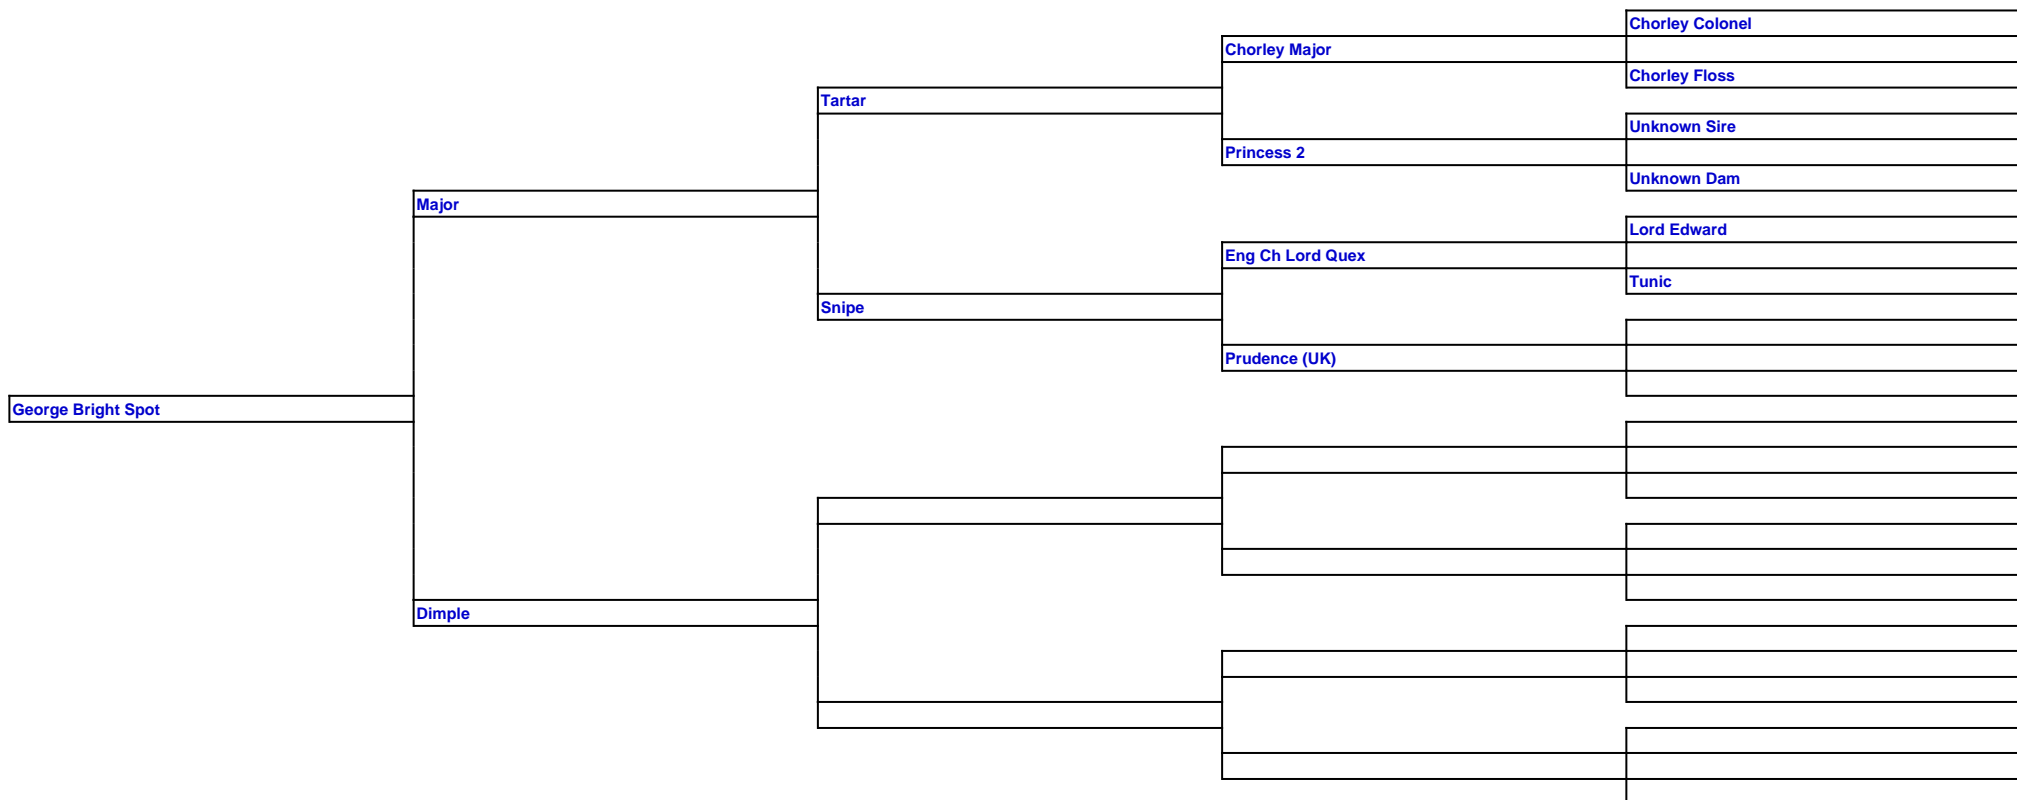 Chorley Colonel
Chorley Major
Chorley Floss
Tartar
Unknown Sire
Princess 2
Unknown Dam
Major
Lord Edward
Eng Ch Lord Quex
Tunic
Snipe
Prudence (UK)
George Bright Spot
Dimple